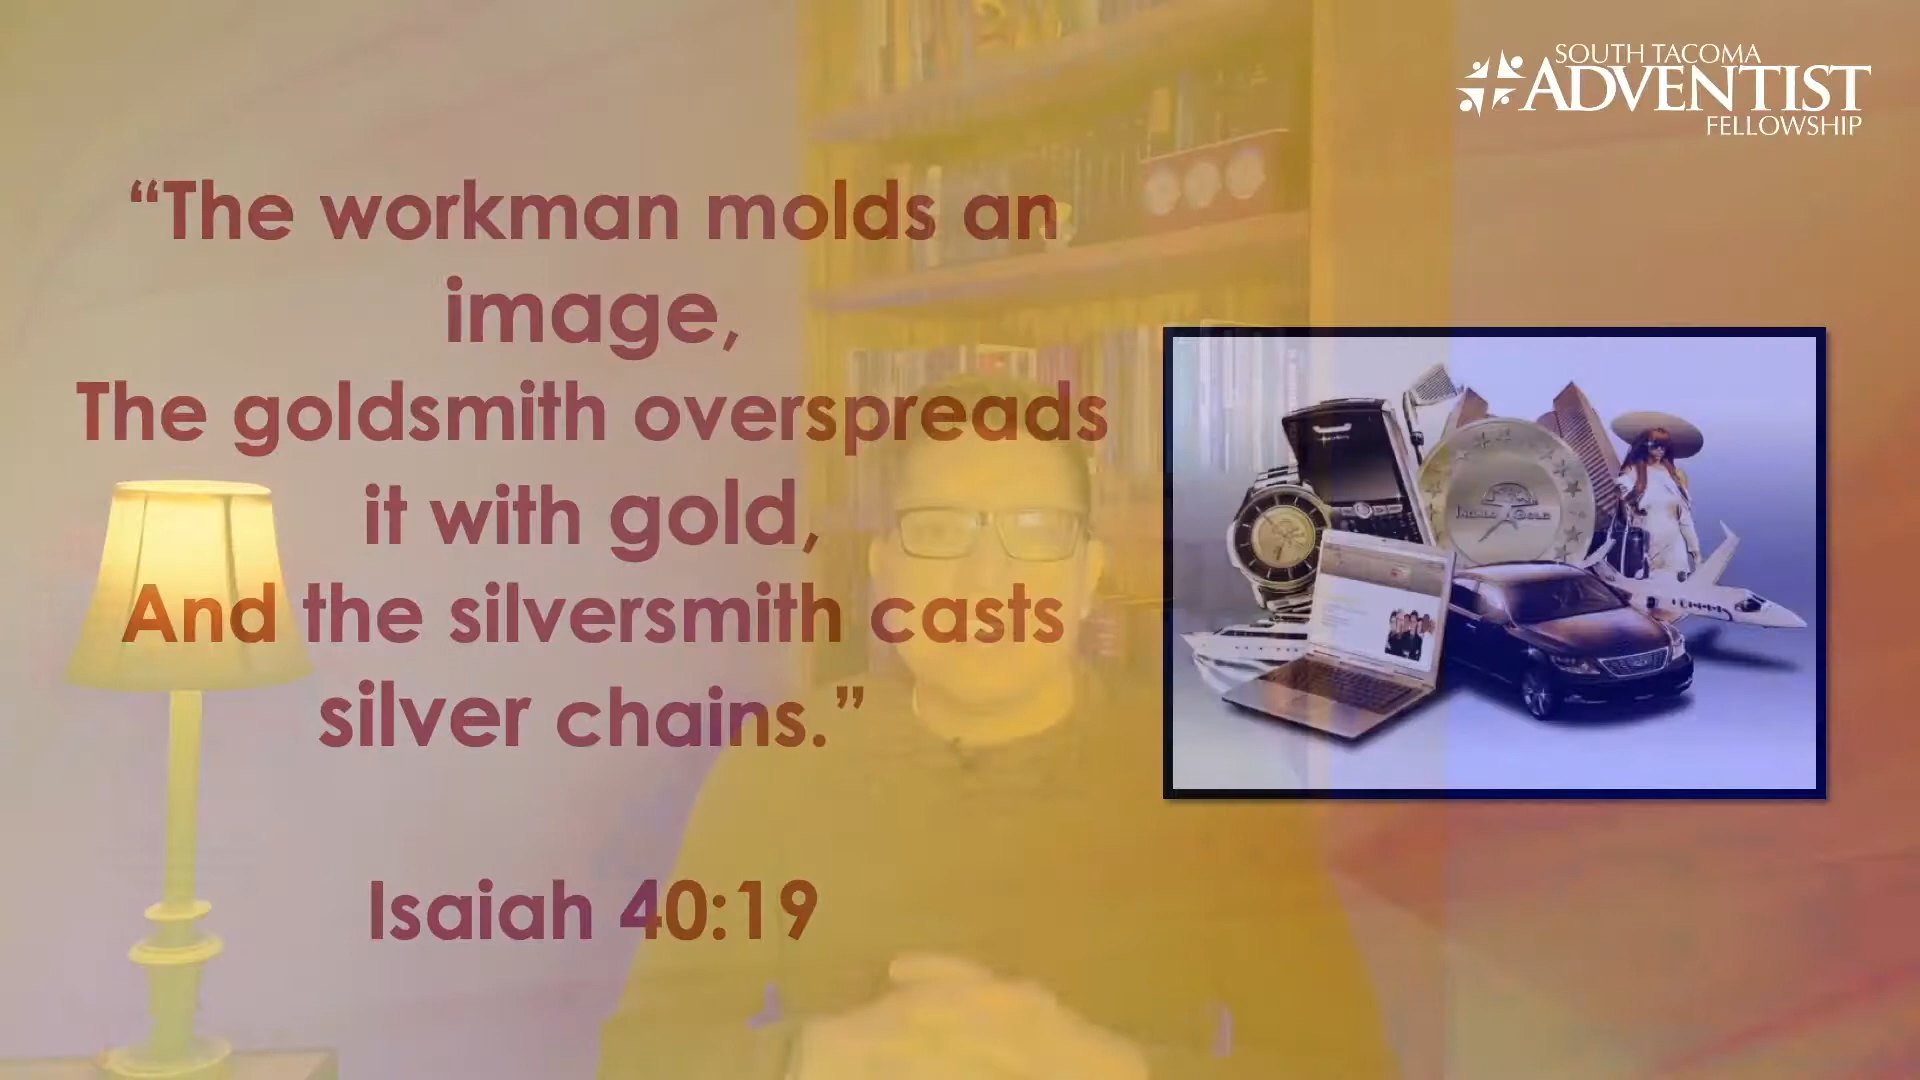 SOUTH TACOMA
ADVENTIST
FELLOWSHIP
“The workman molds an
image,
The goldsmith overspreads
it with gold,
And the silversmith casts
silver chains.”
Isaiah 40:19